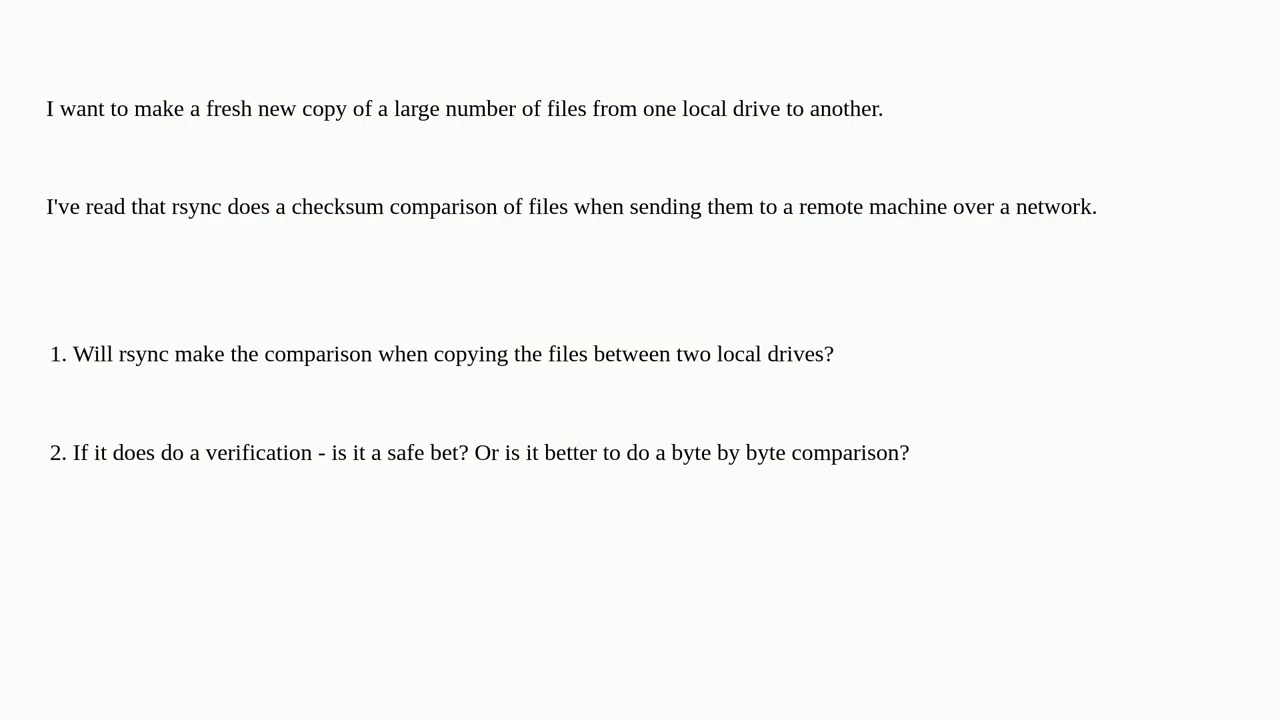 I want to make a fresh new copy of a large number of files from one local drive to another.
I've read that rsync does a checksum comparison of files when sending them to a remote machine over a network.
1. Will rsync make the comparison when copying the files between two local drives?
2. If it does do a verification - is it a safe bet? Or is it better to do a byte by byte comparison?